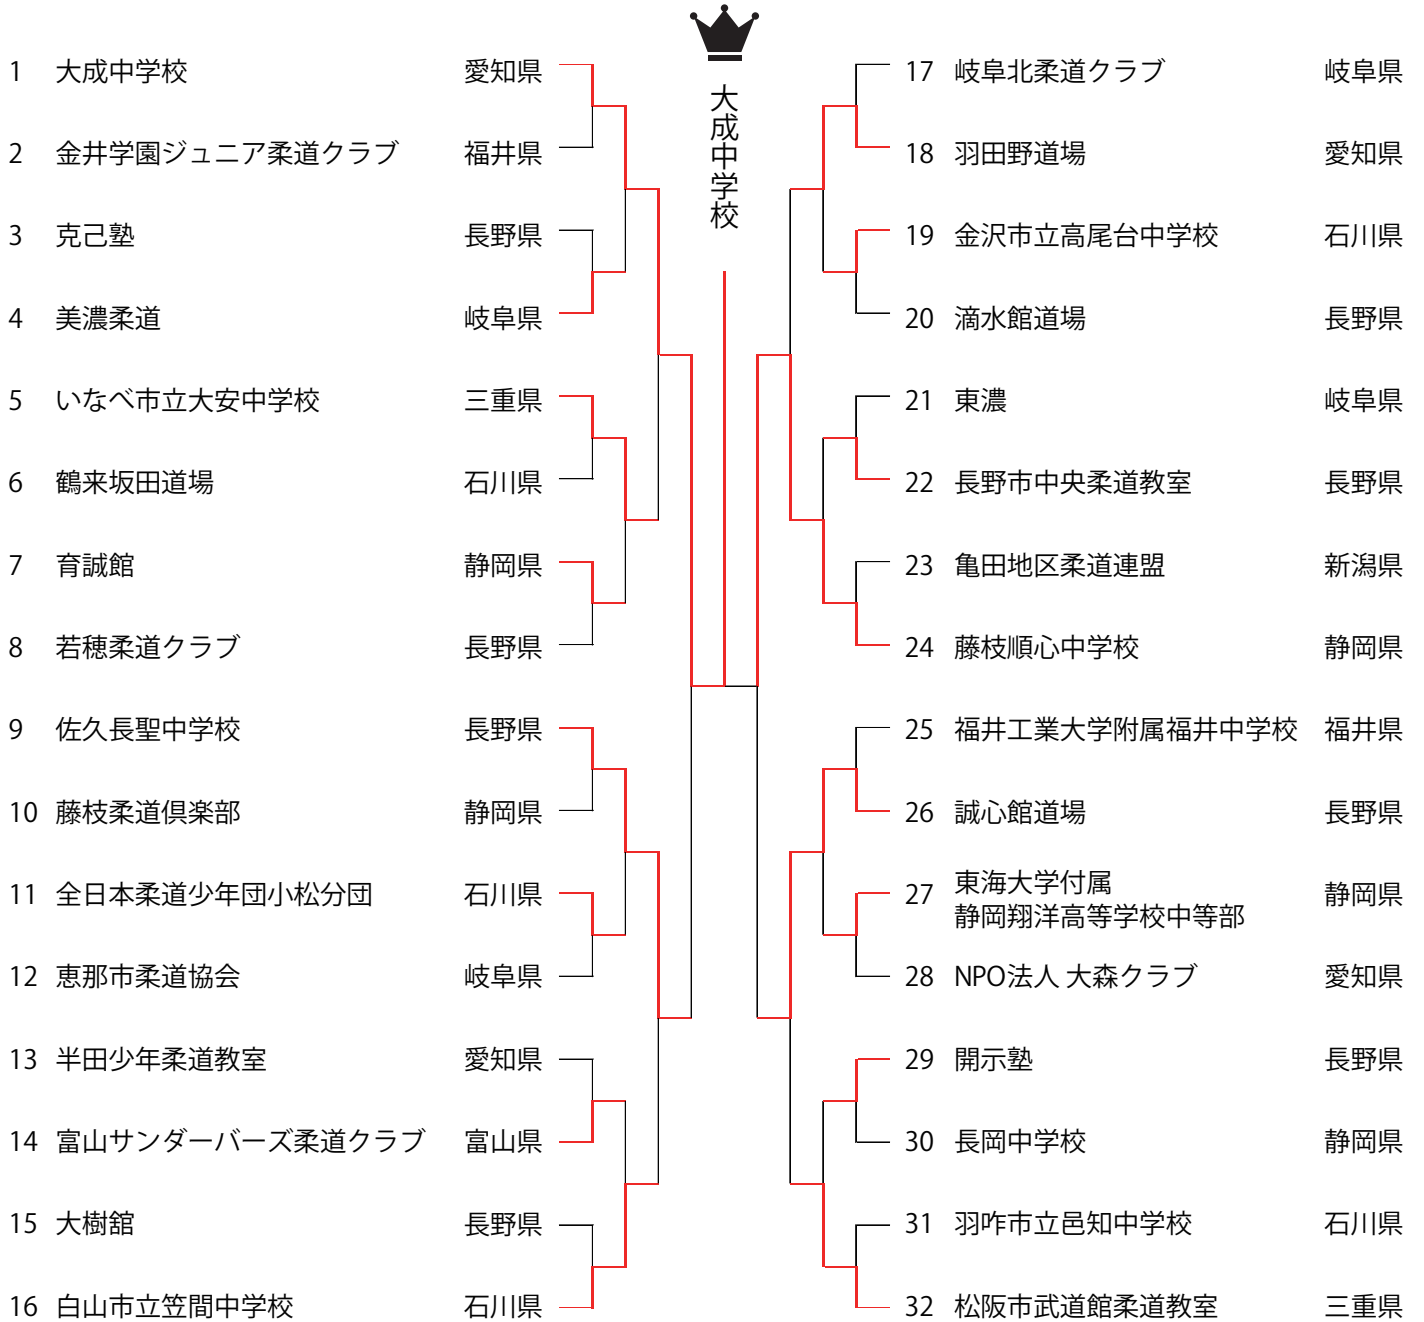 大成中学校
1 大成中学校 愛知県
2 金井学園ジュニア柔道クラブ 福井県
3 克己塾 長野県
4 美濃柔道 岐阜県
5 いなべ市立大安中学校 三重県
6 鶴来坂田道場 石川県
7 育誠館 静岡県
8 若穂柔道クラブ 長野県
9 佐久長聖中学校 長野県
10 藤枝柔道倶楽部 静岡県
11 全日本柔道少年団小松分団 石川県
12 恵那市柔道協会 岐阜県
13 半田少年柔道教室 愛知県
14 富山サンダーバーズ柔道クラブ 富山県
15 大樹舘 長野県
16 白山市立笠間中学校 石川県
17 岐阜北柔道クラブ 岐阜県
18 羽田野道場 愛知県
19 金沢市立高尾台中学校 石川県
20 滴水館道場 長野県
21 東濃 岐阜県
22 長野市中央柔道教室 長野県
23 亀田地区柔道連盟 新潟県
24 藤枝順心中学校 静岡県
25 福井工業大学附属福井中学校 福井県
26 誠心館道場 長野県
27 東海大学付属
静岡翔洋高等学校中等部 静岡県
28 NPO法人 大森クラブ 愛知県
29 開示塾 長野県
30 長岡中学校 静岡県
31 羽咋市立邑知中学校 石川県
32 松阪市武道館柔道教室 三重県